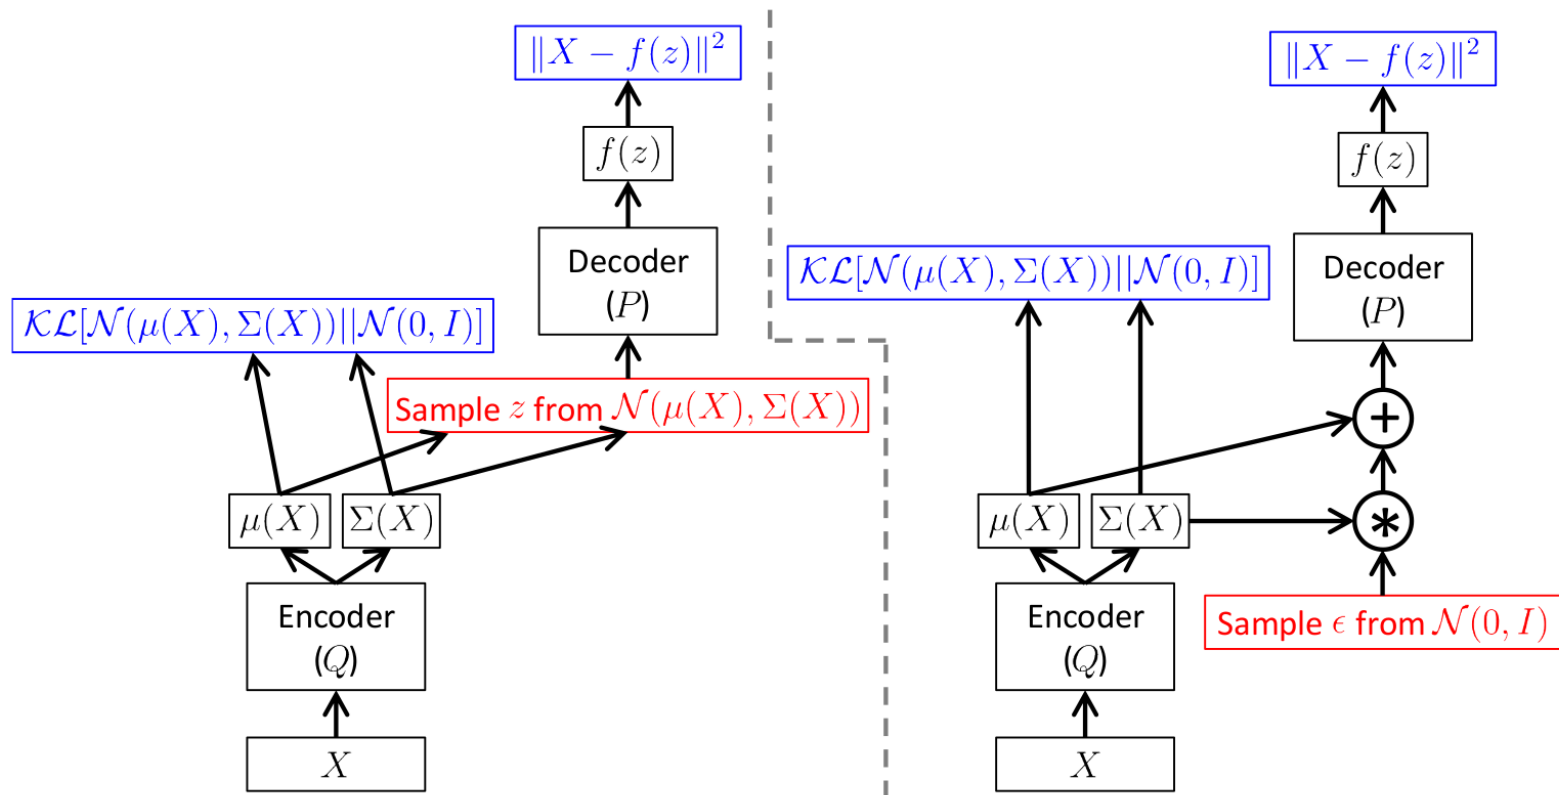 ‖X − f(z)‖²
f(z)
Decoder
(P)
𝒦ℒ[𝒩(μ(X), Σ(X))||𝒩(0, I)]
Sample z from 𝒩(μ(X), Σ(X))
μ(X)
Σ(X)
Encoder
(Q)
X
‖X − f(z)‖²
f(z)
Decoder
(P)
𝒦ℒ[𝒩(μ(X), Σ(X))||𝒩(0, I)]
+
μ(X)
Σ(X)
*
Encoder
(Q)
Sample ϵ from 𝒩(0, I)
X